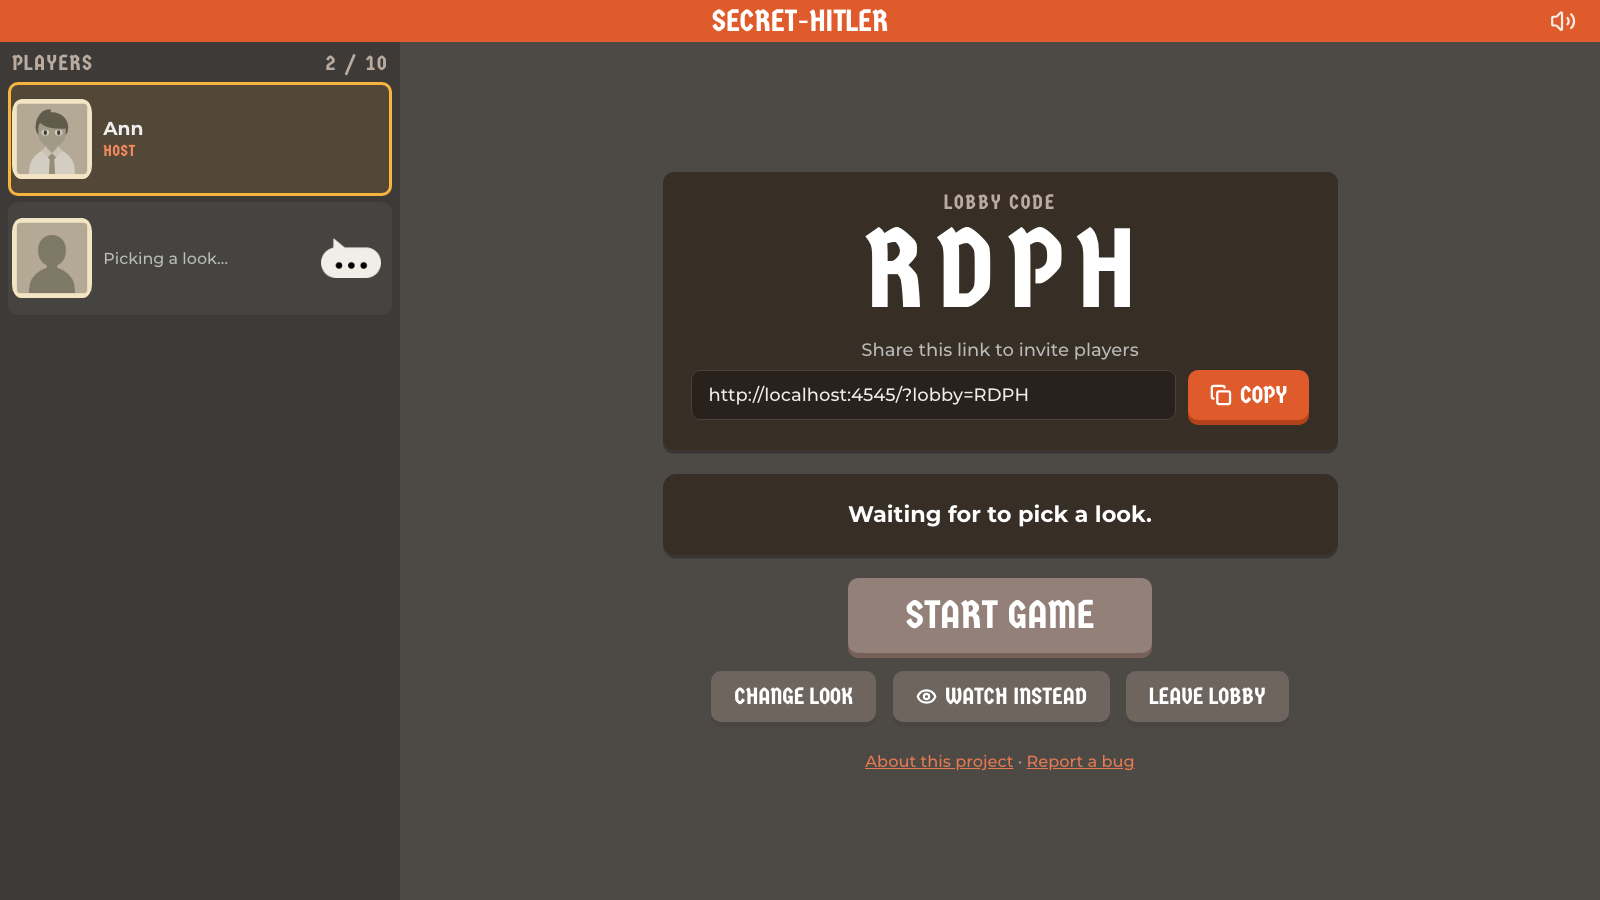 SECRET-HITLER
PLAYERS 2 / 10
Ann
HOST
Picking a look...
LOBBY CODE
RDPH
Share this link to invite players
http://localhost:4545/?lobby=RDPH
COPY
Waiting for to pick a look.
START GAME
CHANGE LOOK
WATCH INSTEAD
LEAVE LOBBY
About this project · Report a bug